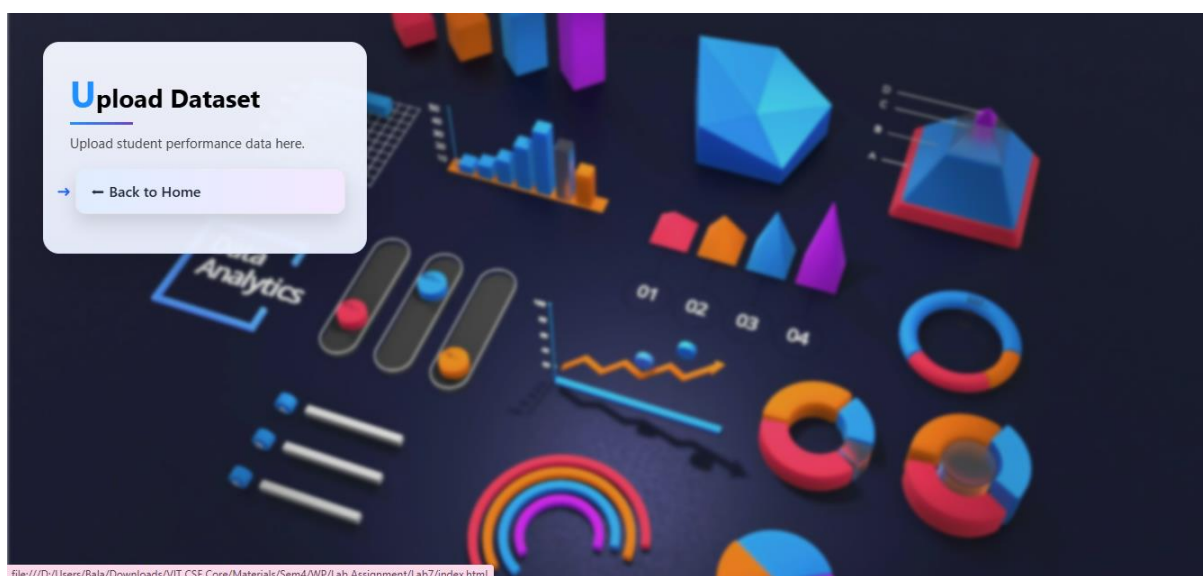 Upload Dataset
Upload student performance data here.
→ ━ Back to Home
Analytics
D
C
B
A
01
02
03
04
file:///D:/Users/Bala/Downloads/VIT CSE Core/Materials/Sem4/WP/Lab Assignment/Lab7/index.html